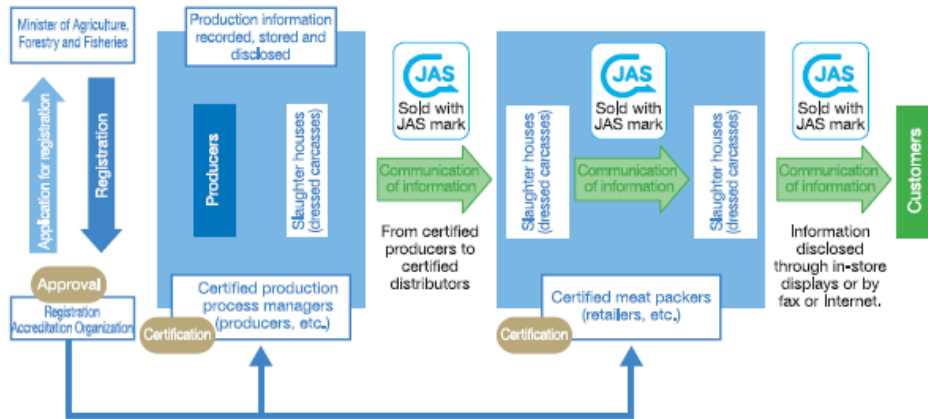 Minister of Agriculture,
Forestry and Fisheries
Application for registration
Registration
Approval
Registration
Accreditation Organization
Production information
recorded, stored and
disclosed
Producers
Slaughter houses
(dressed carcasses)
Certified production
process managers
(producers, etc.)
Certification
JAS
Sold with
JAS mark
Communication
of information
From certified
producers to
certified
distributors
Slaughter houses
(dressed carcasses)
JAS
Sold with
JAS mark
Communication
of information
Slaughter houses
(dressed carcasses)
Certified meat packers
(retailers, etc.)
Certification
JAS
Sold with
JAS mark
Communication
of information
Information
disclosed
through in-store
displays or by
fax or Internet.
Customers